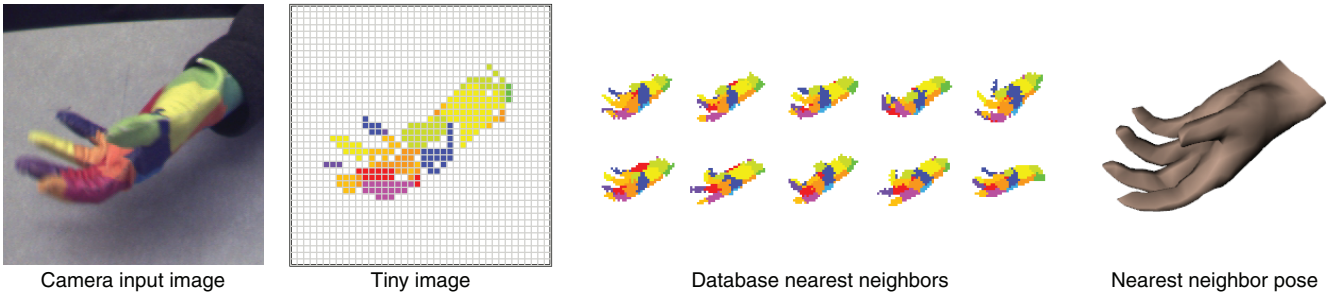 Camera input image
Tiny image
Database nearest neighbors
Nearest neighbor pose